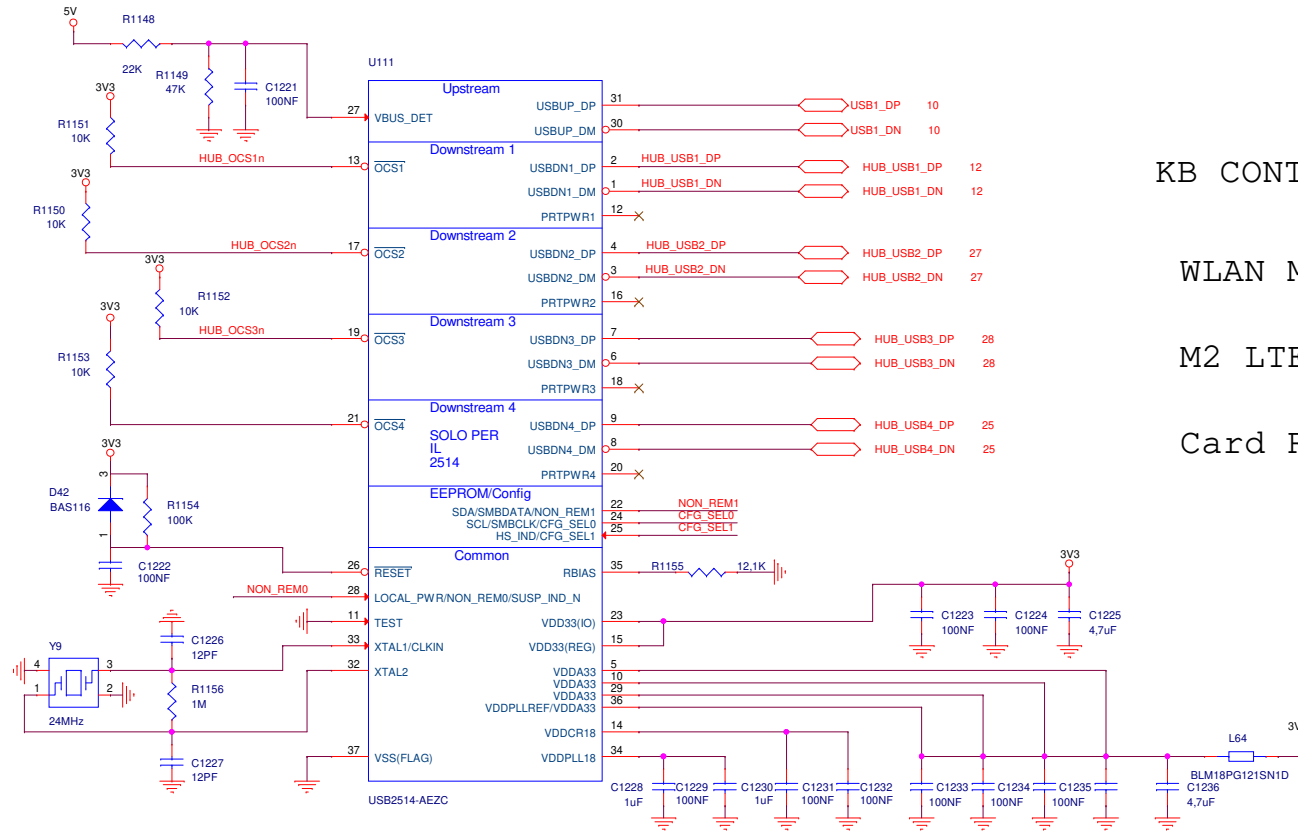 5V
R1148
22K
R1149
47K
C1221
100NF
3V3
R1151
10K
HUB_OCS1n
3V3
R1150
10K
HUB_OCS2n
3V3
R1152
10K
HUB_OCS3n
3V3
R1153
10K
3V3
3
D42
BAS116
1
R1154
100K
C1222
100NF
NON_REM0
C1226
12PF
Y9
4
3
1
2
24MHz
R1156
1M
C1227
12PF
U111
Upstream
27
VBUS_DET
USBUP_DP
31
USB1_DP
10
USBUP_DM
30
USB1_DN
10
Downstream 1
13
OCS1
USBDN1_DP
2
HUB_USB1_DP
HUB_USB1_DP
12
USBDN1_DM
1
HUB_USB1_DN
HUB_USB1_DN
12
PRTPWR1
12
KB CONT
Downstream 2
17
OCS2
USBDN2_DP
4
HUB_USB2_DP
HUB_USB2_DP
27
USBDN2_DM
3
HUB_USB2_DN
HUB_USB2_DN
27
PRTPWR2
16
WLAN M
Downstream 3
19
OCS3
USBDN3_DP
7
HUB_USB3_DP
28
USBDN3_DM
6
HUB_USB3_DN
28
PRTPWR3
18
M2 LTE
Downstream 4
21
OCS4
SOLO PER
IL
2514
USBDN4_DP
9
HUB_USB4_DP
25
USBDN4_DM
8
HUB_USB4_DN
25
PRTPWR4
20
Card
EEPROM/Config
SDA/SMBDATA/NON_REM1
22
NON_REM1
SCL/SMBCLK/CFG_SEL0
24
CFG_SEL0
HS_IND/CFG_SEL1
25
CFG_SEL1
Common
26
RESET
RBIAS
35
R1155
12,1K
28
LOCAL_PWR/NON_REM0/SUSP_IND_N
11
TEST
VDD33(IO)
23
33
XTAL1/CLKIN
VDD33(REG)
15
32
XTAL2
VDDA33
5
VDDA33
10
VDDA33
29
VDDPLLREF/VDDA33
36
VDDCR18
14
37
VSS(FLAG)
VDDPLL18
34
USB2514-AEZC
3V3
C1223
100NF
C1224
100NF
C1225
4,7uF
C1228
1uF
C1229
100NF
C1230
1uF
C1231
100NF
C1232
100NF
C1233
100NF
C1234
100NF
C1235
100NF
C1236
4,7uF
L64
BLM18PG121SN1D